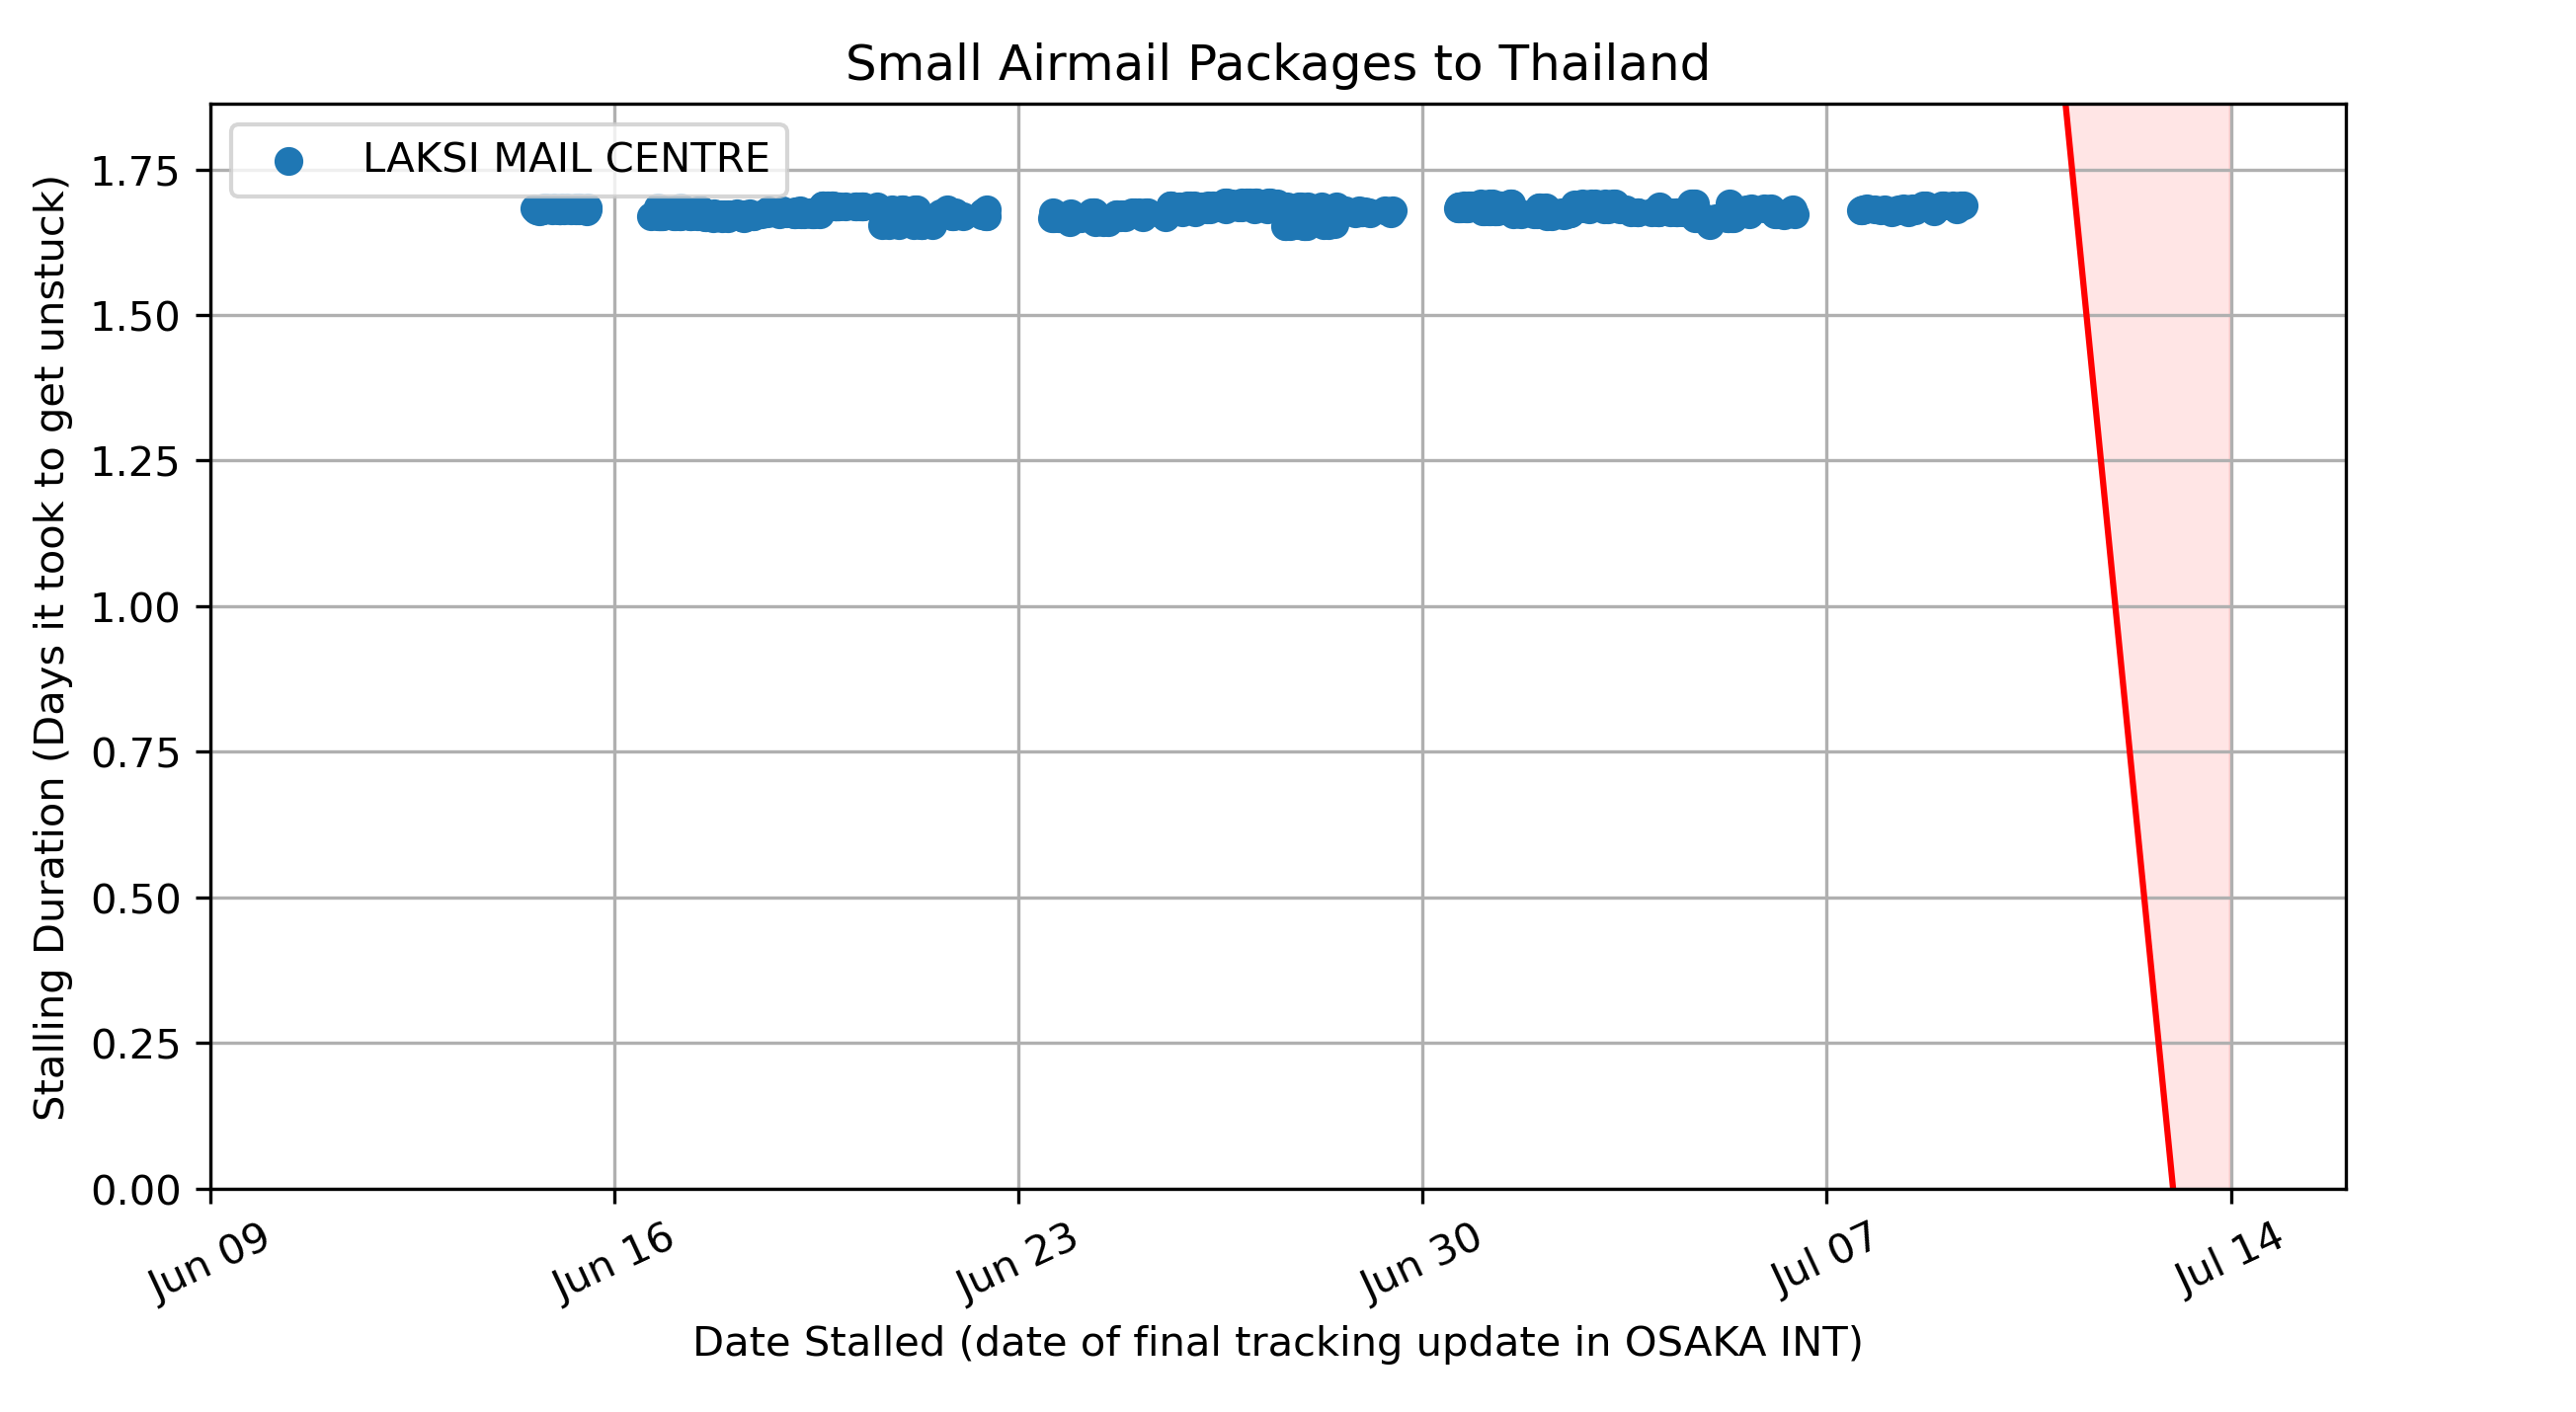 Small Airmail Packages to Thailand
LAKSI MAIL CENTRE
Stalling Duration (Days it took to get unstuck)
1.75
1.50
1.25
1.00
0.75
0.50
0.25
0.00
Jun 09
Jun 16
Jun 23
Jun 30
Jul 07
Jul 14
Date Stalled (date of final tracking update in OSAKA INT)